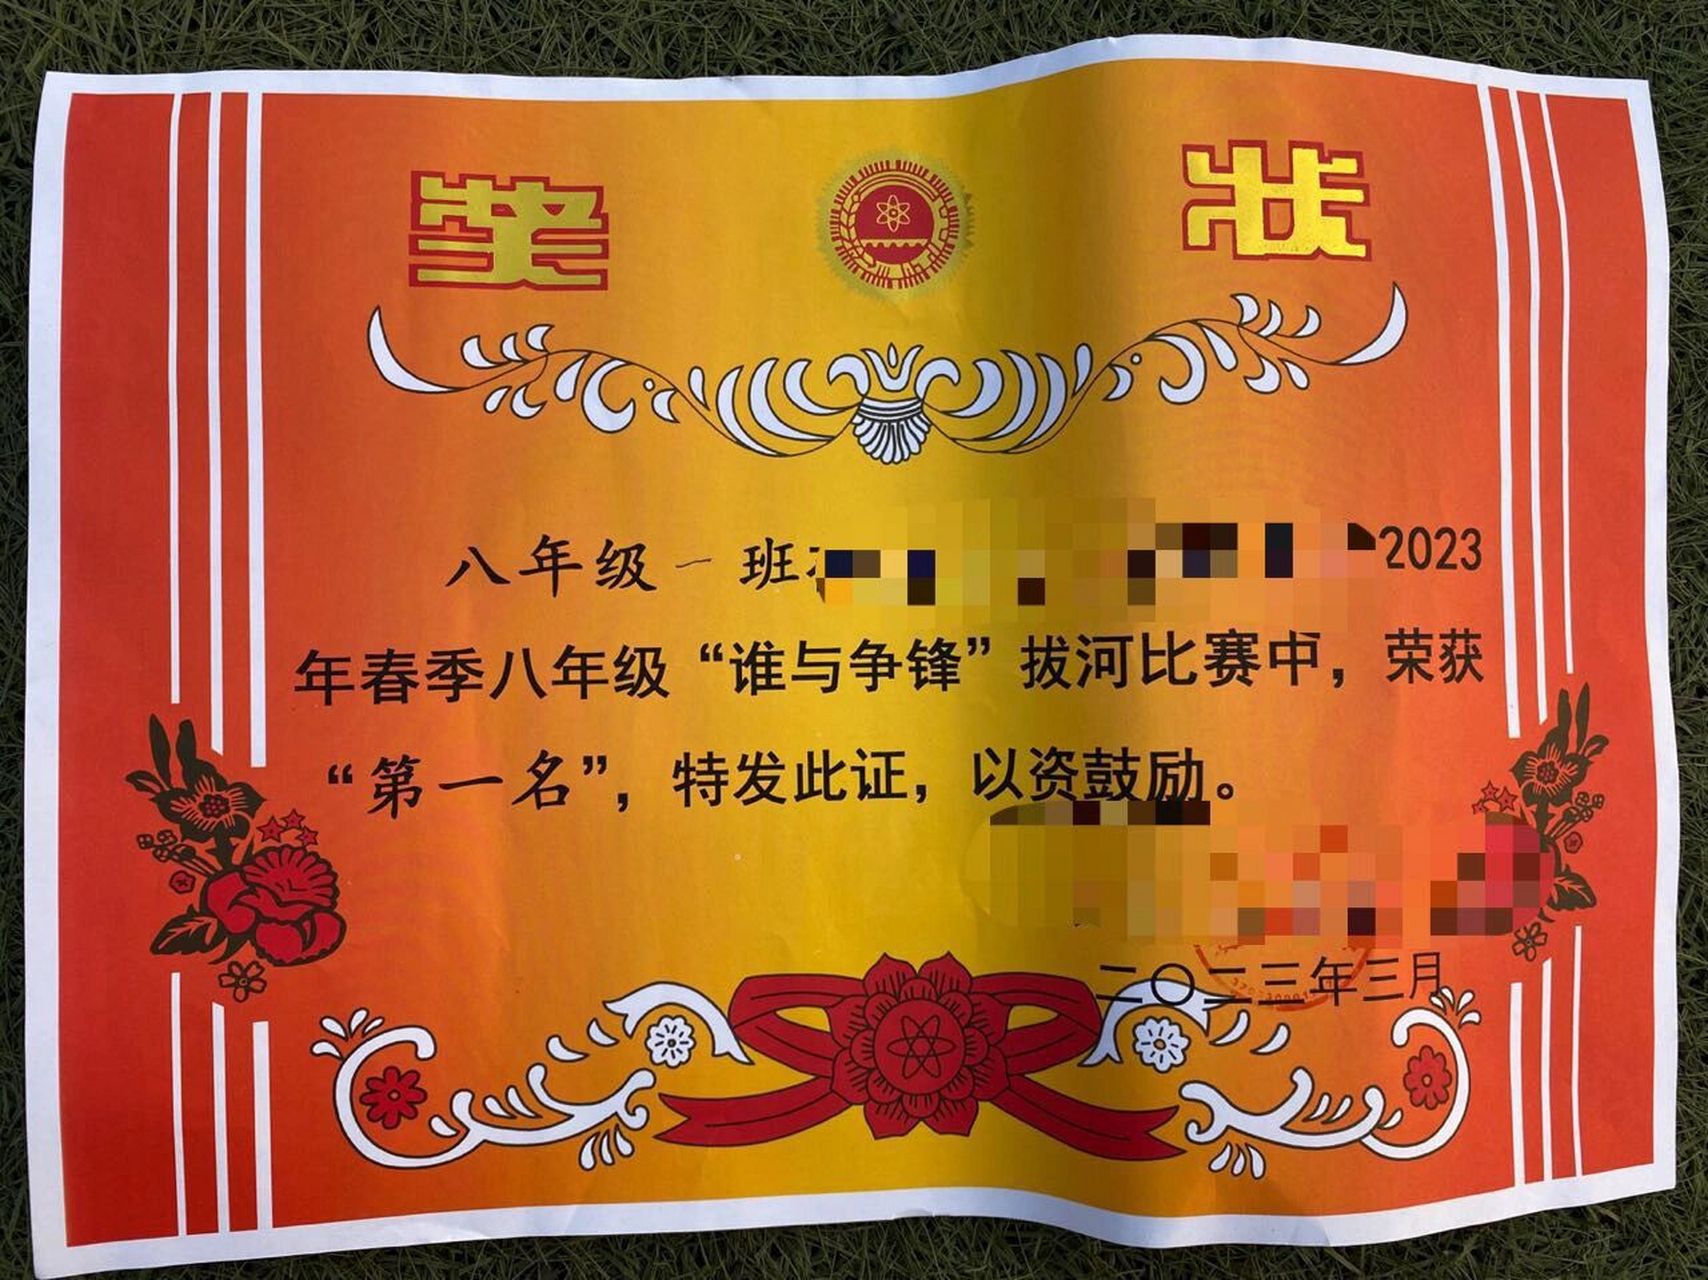 奖 状
八年级一班 2023
年春季八年级“谁与争锋”拔河比赛中，荣获
“第一名”，特发此证，以资鼓励。
二〇二三年三月